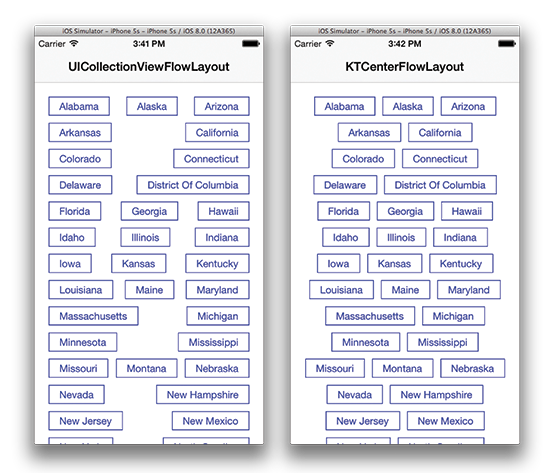 iOS Simulator - iPhone 5s - iPhone 5s / iOS 8.0 (12A365)
Carrier 3:41 PM
UICollectionViewFlowLayout
Alabama Alaska Arizona
Arkansas California
Colorado Connecticut
Delaware District Of Columbia
Florida Georgia Hawaii
Idaho Illinois Indiana
Iowa Kansas Kentucky
Louisiana Maine Maryland
Massachusetts Michigan
Minnesota Mississippi
Missouri Montana Nebraska
Nevada New Hampshire
New Jersey New Mexico
iOS Simulator - iPhone 5s - iPhone 5s / iOS 8.0 (12A365)
Carrier 3:42 PM
KTCenterFlowLayout
Alabama Alaska Arizona
Arkansas California
Colorado Connecticut
Delaware District Of Columbia
Florida Georgia Hawaii
Idaho Illinois Indiana
Iowa Kansas Kentucky
Louisiana Maine Maryland
Massachusetts Michigan
Minnesota Mississippi
Missouri Montana Nebraska
Nevada New Hampshire
New Jersey New Mexico